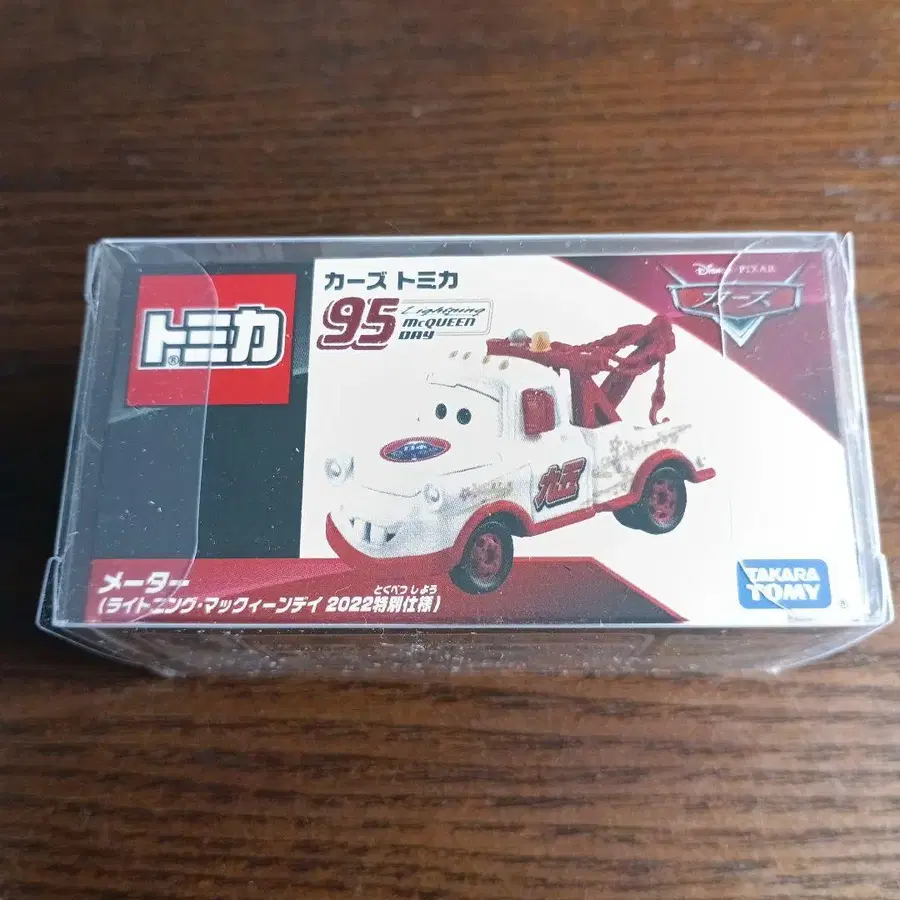 カーズ トミカ
Disney・PIXAR
カーズ
トミカ®
95 Lightning
McQUEEN
DAY
九五
メーター
とくべつ しよう
(ライトニング・マックィーンデイ 2022特別仕様)
TAKARA
TOMY ®